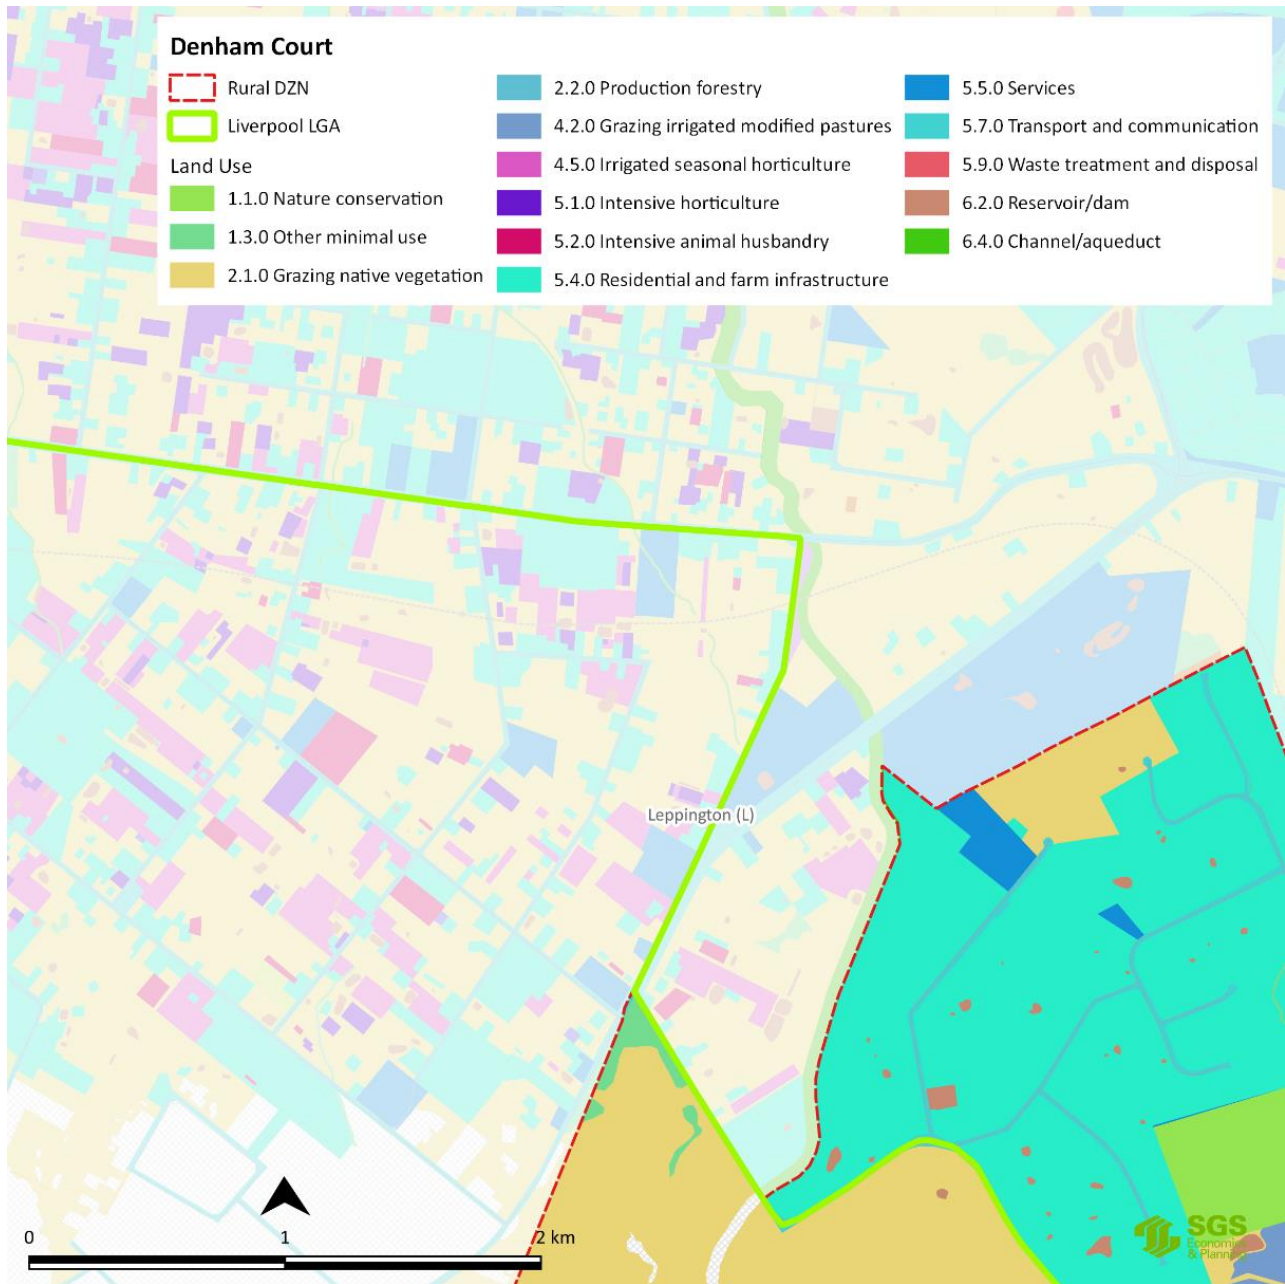 Denham Court
Rural DZN
Liverpool LGA
Land Use
1.1.0 Nature conservation
1.3.0 Other minimal use
2.1.0 Grazing native vegetation
2.2.0 Production forestry
4.2.0 Grazing irrigated modified pastures
4.5.0 Irrigated seasonal horticulture
5.1.0 Intensive horticulture
5.2.0 Intensive animal husbandry
5.4.0 Residential and farm infrastructure
5.5.0 Services
5.7.0 Transport and communication
5.9.0 Waste treatment and disposal
6.2.0 Reservoir/dam
6.4.0 Channel/aqueduct
Leppington (L)
0 1 2 km
SGS
Economics
& Planning